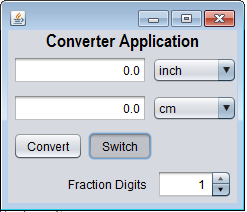 Converter Application
0.0 inch
0.0 cm
Convert Switch
Fraction Digits 1